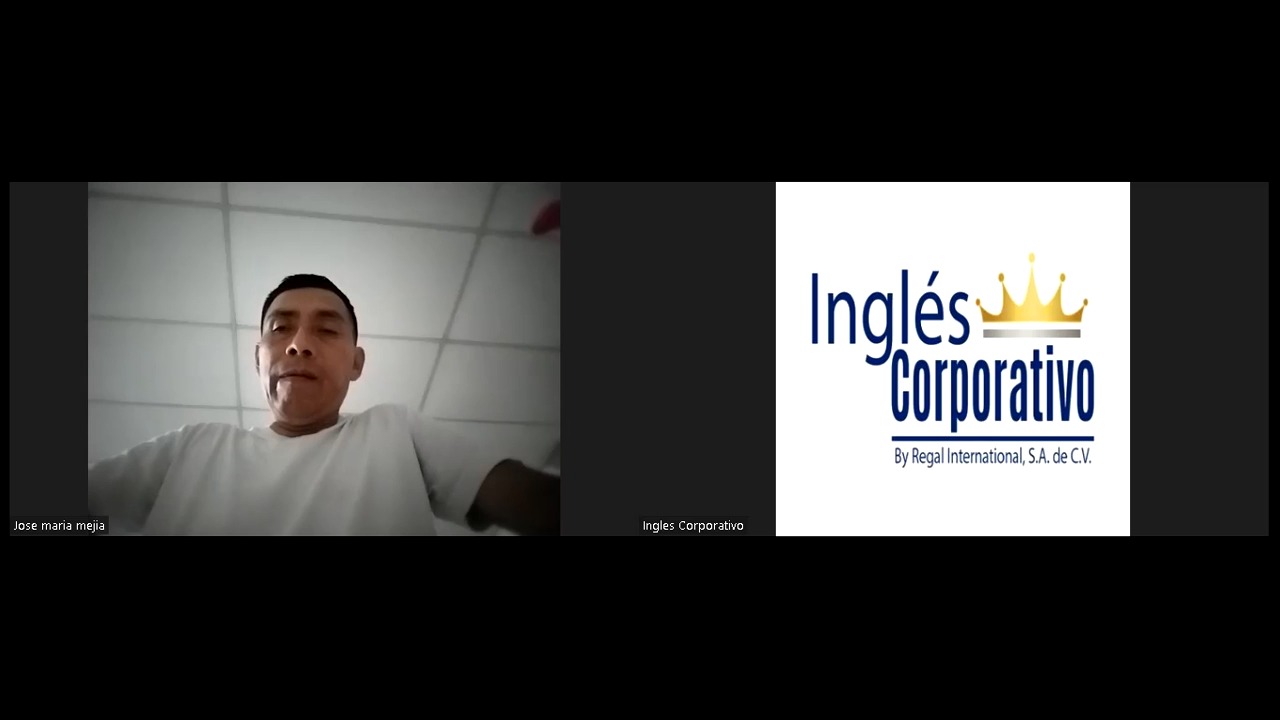 Inglés
Corporativo
By Regal International, S.A. de C.V.
Jose maria mejia
Ingles Corporativo